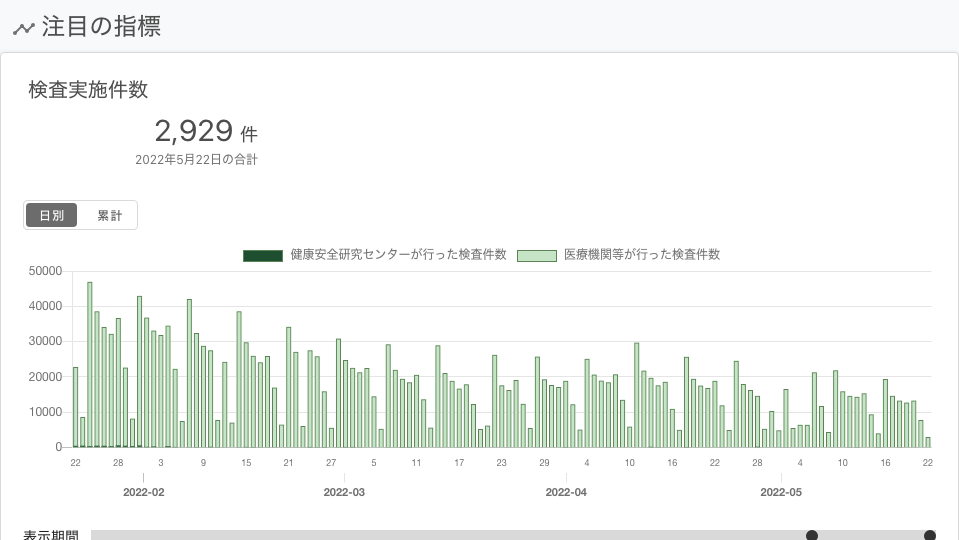 注目の指標
検査実施件数
2,929 件
2022年5月22日の合計
日別 累計
健康安全研究センターが行った検査件数 医療機関等が行った検査件数
50000
40000
30000
20000
10000
0
22 28 3 9 15 21 27 5 11 17 23 29 4 10 16 22 28 4 10 16 22
2022-02 2022-03 2022-04 2022-05
表示期間